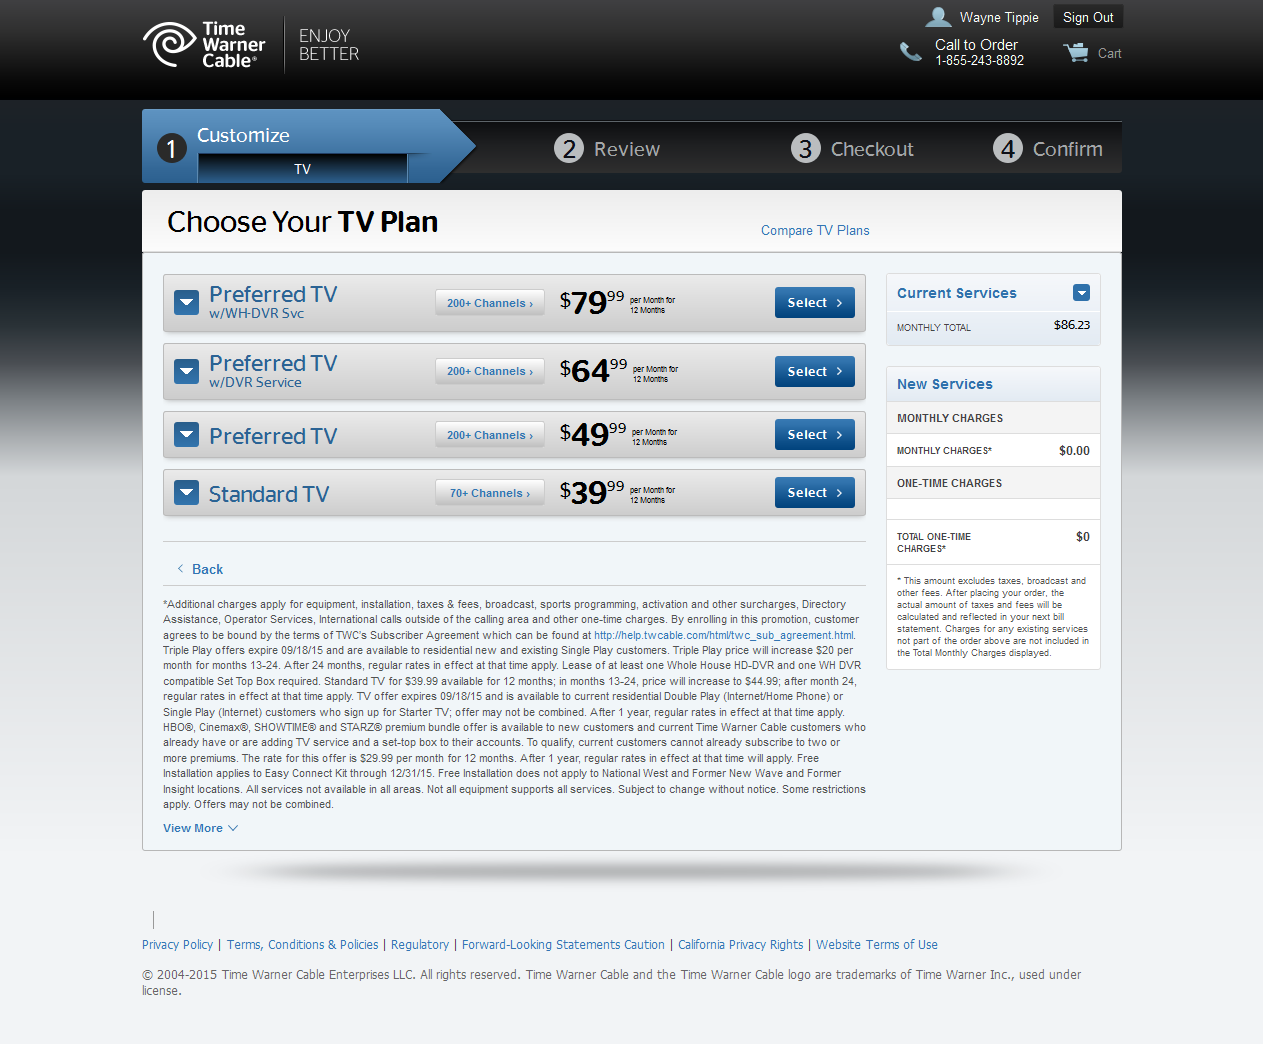 Time
Warner
Cable®
ENJOY
BETTER
Wayne Tippie
Sign Out
Call to Order
1-855-243-8892
Cart
1 Customize
TV
2 Review
3 Checkout
4 Confirm
Choose Your TV Plan
Compare TV Plans
Preferred TV
w/WH-DVR Svc
200+ Channels ›
$79.99 per Month for
12 Months
Select ›
Preferred TV
w/DVR Service
200+ Channels ›
$64.99 per Month for
12 Months
Select ›
Preferred TV
200+ Channels ›
$49.99 per Month for
12 Months
Select ›
Standard TV
70+ Channels ›
$39.99 per Month for
12 Months
Select ›
‹ Back
*Additional charges apply for equipment, installation, taxes & fees, broadcast, sports programming, activation and other surcharges, Directory
Assistance, Operator Services, International calls outside of the calling area and other one-time charges. By enrolling in this promotion, customer
agrees to be bound by the terms of TWC's Subscriber Agreement which can be found at http://help.twcable.com/html/twc_sub_agreement.html.
Triple Play offers expire 09/18/15 and are available to residential new and existing Single Play customers. Triple Play price will increase $20 per
month for months 13-24. After 24 months, regular rates in effect at that time apply. Lease of at least one Whole House HD-DVR and one WH DVR
compatible Set Top Box required. Standard TV for $39.99 available for 12 months; in months 13-24, price will increase to $44.99; after month 24,
regular rates in effect at that time apply. TV offer expires 09/18/15 and is available to current residential Double Play (Internet/Home Phone) or
Single Play (Internet) customers who sign up for Starter TV; offer may not be combined. After 1 year, regular rates in effect at that time apply.
HBO®, Cinemax®, SHOWTIME® and STARZ® premium bundle offer is available to new customers and current Time Warner Cable customers who
already have or are adding TV service and a set-top box to their accounts. To qualify, current customers cannot already subscribe to two or
more premiums. The rate for this offer is $29.99 per month for 12 months. After 1 year, regular rates in effect at that time will apply. Free
Installation applies to Easy Connect Kit through 12/31/15. Free Installation does not apply to National West and Former New Wave and Former
Insight locations. All services not available in all areas. Not all equipment supports all services. Subject to change without notice. Some restrictions
apply. Offers may not be combined.
View More
Current Services
MONTHLY TOTAL $86.23
New Services
MONTHLY CHARGES
MONTHLY CHARGES* $0.00
ONE-TIME CHARGES
TOTAL ONE-TIME
CHARGES* $0
* This amount excludes taxes, broadcast and
other fees. After placing your order, the
actual amount of taxes and fees will be
calculated and reflected in your next bill
statement. Charges for any existing services
not part of the order above are not included in
the Total Monthly Charges displayed.
Privacy Policy | Terms, Conditions & Policies | Regulatory | Forward-Looking Statements Caution | California Privacy Rights | Website Terms of Use
© 2004-2015 Time Warner Cable Enterprises LLC. All rights reserved. Time Warner Cable and the Time Warner Cable logo are trademarks of Time Warner Inc., used under
license.